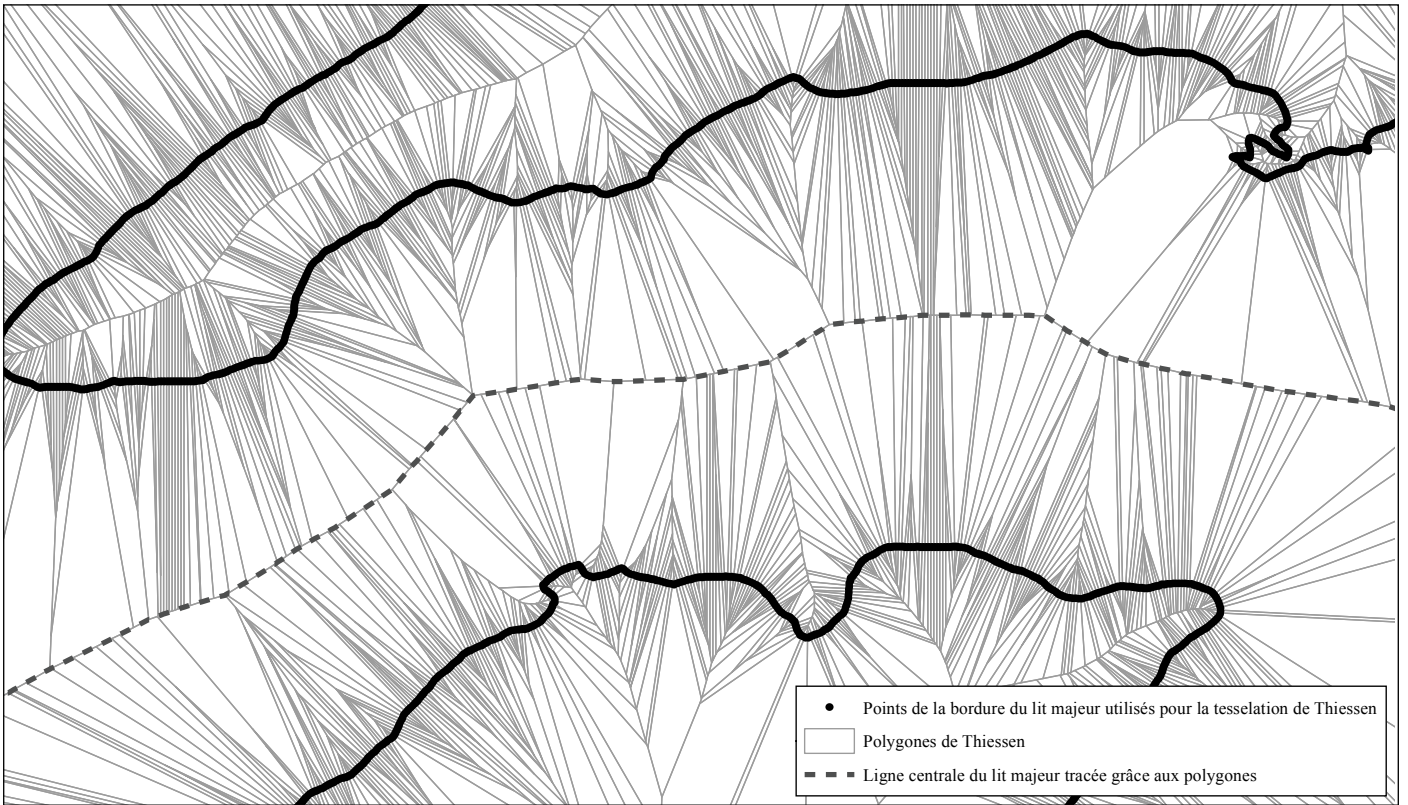 Points de la bordure du lit majeur utilisés pour la tesselation de Thiessen
Polygones de Thiessen
Ligne centrale du lit majeur tracée grâce aux polygones